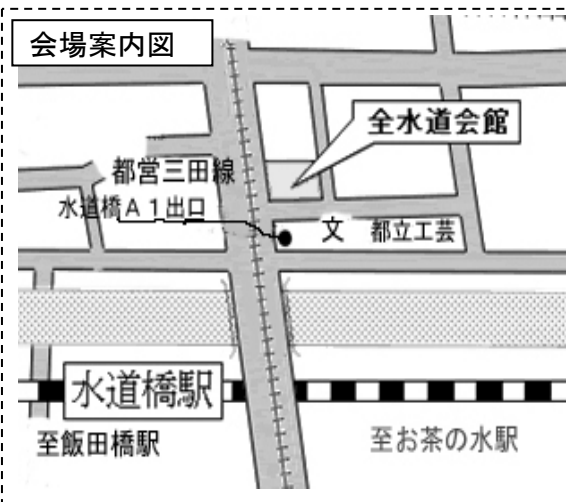 会場案内図
全水道会館
都営三田線
水道橋A1出口
文 都立工芸
水道橋駅
至飯田橋駅
至お茶の水駅